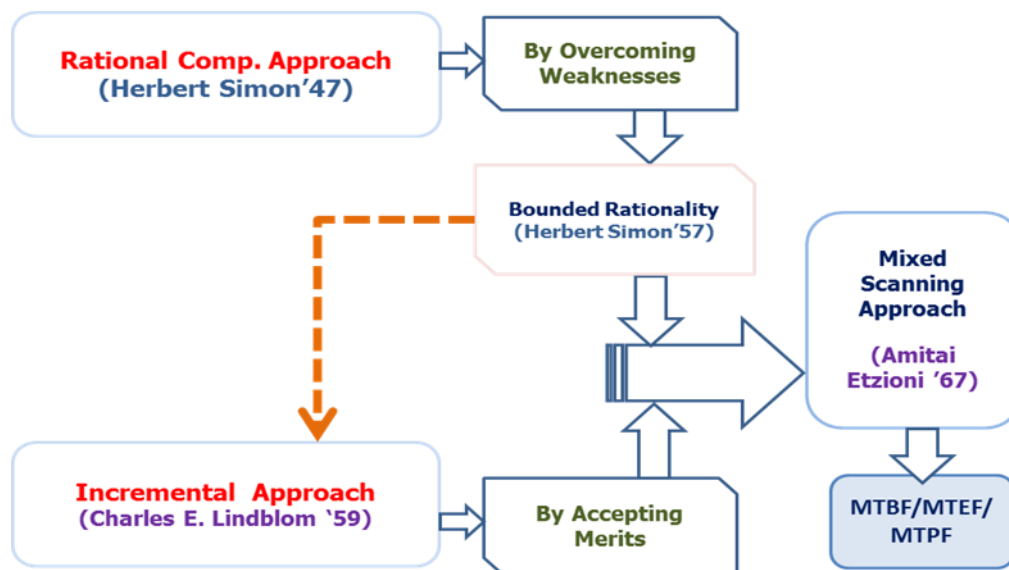 Rational Comp. Approach
(Herbert Simon'47)
By Overcoming
Weaknesses
Bounded Rationality
(Herbert Simon'57)
Mixed
Scanning
Approach
(Amitai
Etzioni ’67)
Incremental  Approach
(Charles E. Lindblom ‘59)
By Accepting
Merits
MTBF/MTEF/
MTPF